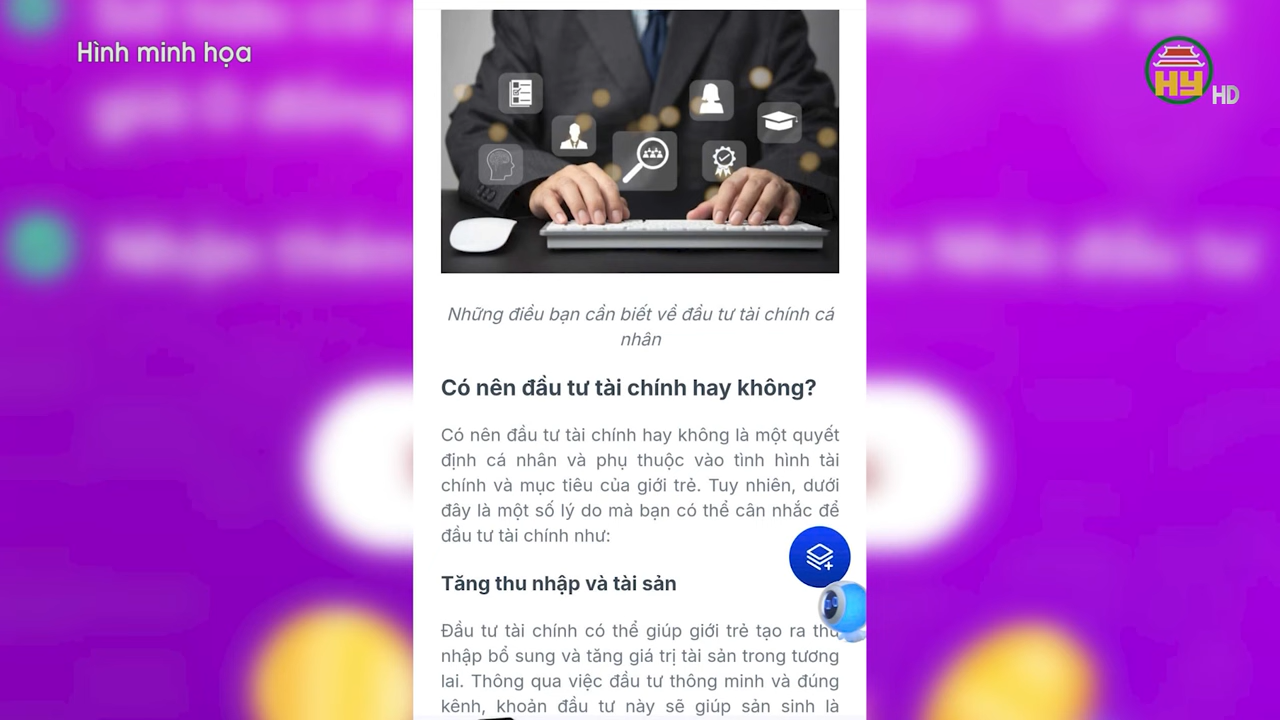 Hình minh họa
HY
HD
Những điều bạn cần biết về đầu tư tài chính cá
nhân
Có nên đầu tư tài chính hay không?
Có nên đầu tư tài chính hay không là một quyết
định cá nhân và phụ thuộc vào tình hình tài
chính và mục tiêu của giới trẻ. Tuy nhiên, dưới
đây là một số lý do mà bạn có thể cân nhắc để
đầu tư tài chính như:
Tăng thu nhập và tài sản
Đầu tư tài chính có thể giúp giới trẻ tạo ra thu
nhập bổ sung và tăng giá trị tài sản trong tương
lai. Thông qua việc đầu tư thông minh và đúng
kênh, khoản đầu tư này sẽ giúp sản sinh là